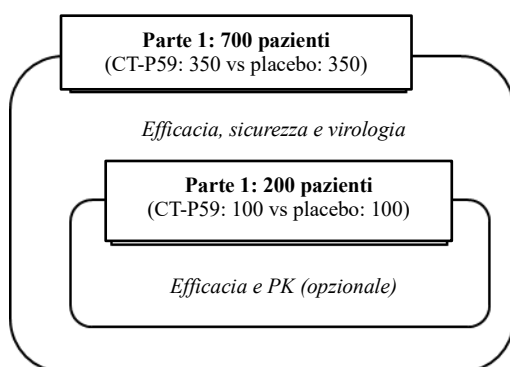 Parte 1: 700 pazienti
(CT-P59: 350 vs placebo: 350)
Efficacia, sicurezza e virologia
Parte 1: 200 pazienti
(CT-P59: 100 vs placebo: 100)
Efficacia e PK (opzionale)